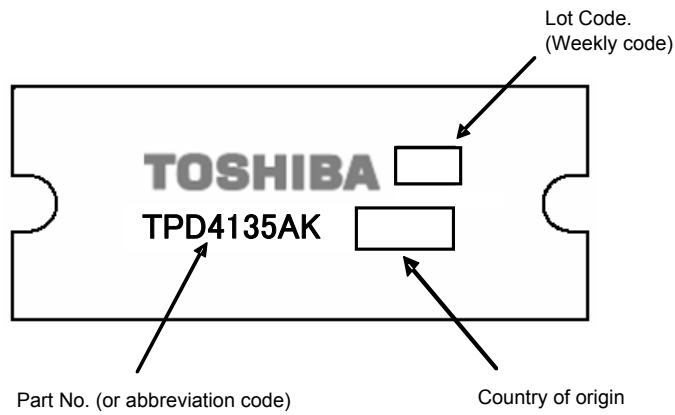 Lot Code.
(Weekly code)
TOSHIBA
TPD4135AK
Part No. (or abbreviation code)
Country of origin